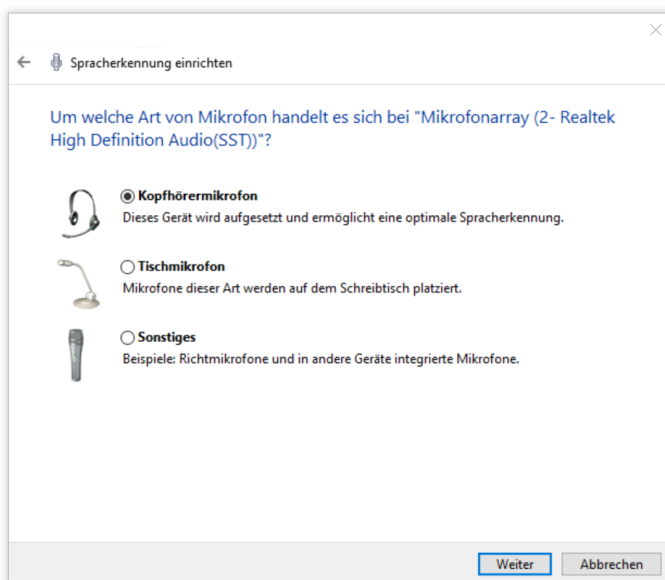 Spracherkennung einrichten
Um welche Art von Mikrofon handelt es sich bei "Mikrofonarray (2- Realtek
High Definition Audio(SST))"?
Kopfhörermikrofon
Dieses Gerät wird aufgesetzt und ermöglicht eine optimale Spracherkennung.
Tischmikrofon
Mikrofone dieser Art werden auf dem Schreibtisch platziert.
Sonstiges
Beispiele: Richtmikrofone und in andere Geräte integrierte Mikrofone.
Weiter Abbrechen